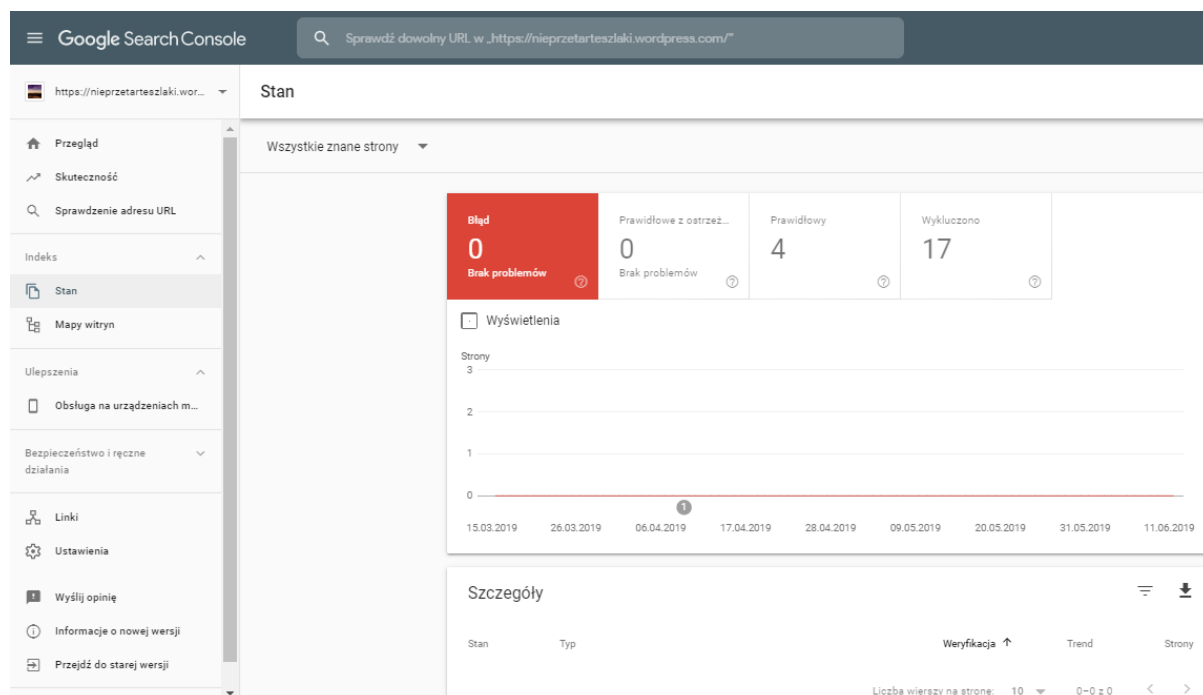 Google Search Console
Sprawdź dowolny URL w „https://nieprzetarteszlaki.wordpress.com/”
https://nieprzetarteszlaki.wor...
Stan
Przegląd
Skuteczność
Sprawdzenie adresu URL
Indeks
Stan
Mapy witryn
Ulepszenia
Obsługa na urządzeniach m...
Bezpieczeństwo i ręczne
działania
Linki
Ustawienia
Wyślij opinię
Informacje o nowej wersji
Przejdź do starej wersji
Wszystkie znane strony
Błąd
0
Brak problemów
Prawidłowe z ostrzeż...
0
Brak problemów
Prawidłowy
4
Wykluczono
17
Wyświetlenia
Strony
3
2
1
0
1
15.03.2019 26.03.2019 06.04.2019 17.04.2019 28.04.2019 09.05.2019 20.05.2019 31.05.2019 11.06.2019
Szczegóły
Stan Typ Weryfikacja Trend Strony
Liczba wierszy na stronę: 10 0–0 z 0